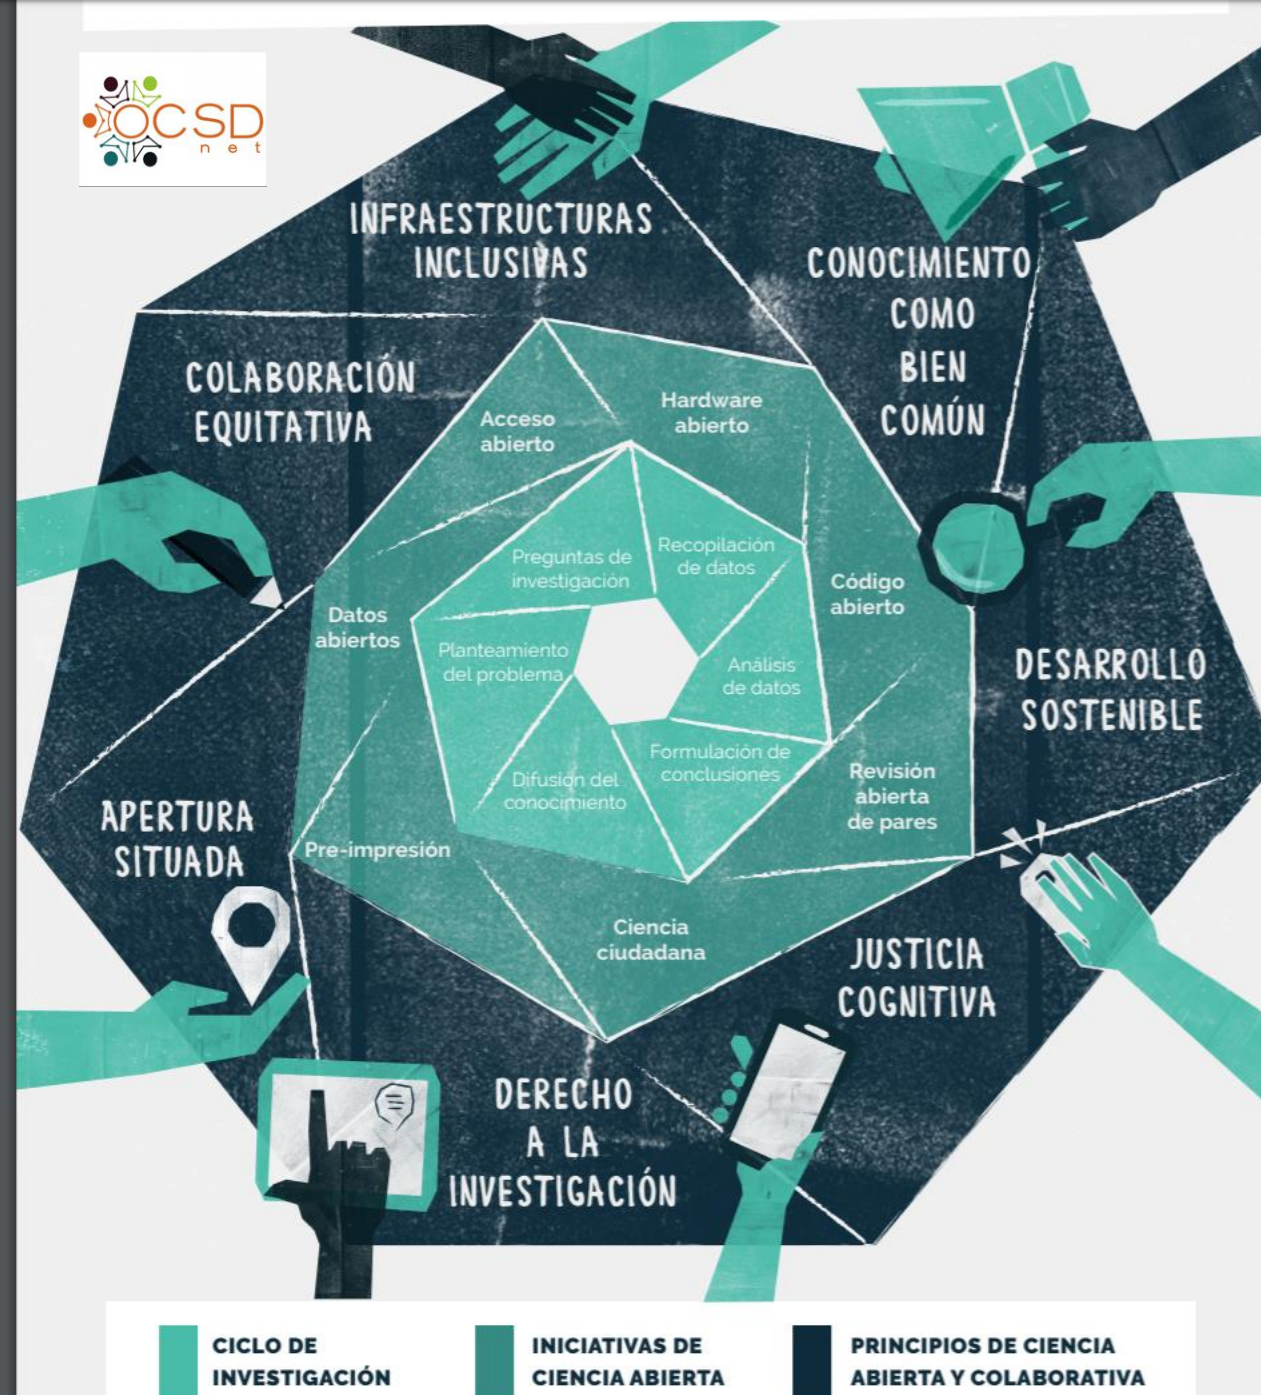 OCSD
net
INFRAESTRUCTURAS
INCLUSIVAS
CONOCIMIENTO
COMO
BIEN
COMÚN
COLABORACIÓN
EQUITATIVA
Acceso
abierto
Hardware
abierto
Preguntas de
investigación
Recopilación
de datos
Código
abierto
Datos
abiertos
Planteamiento
del problema
Análisis
de datos
DESARROLLO
SOSTENIBLE
Formulación de
conclusiones
Difusión del
conocimiento
Revisión
abierta
de pares
APERTURA
SITUADA
Pre-impresión
Ciencia
ciudadana
JUSTICIA
COGNITIVA
DERECHO
A LA
INVESTIGACIÓN
CICLO DE
INVESTIGACIÓN
INICIATIVAS DE
CIENCIA ABIERTA
PRINCIPIOS DE CIENCIA
ABIERTA Y COLABORATIVA